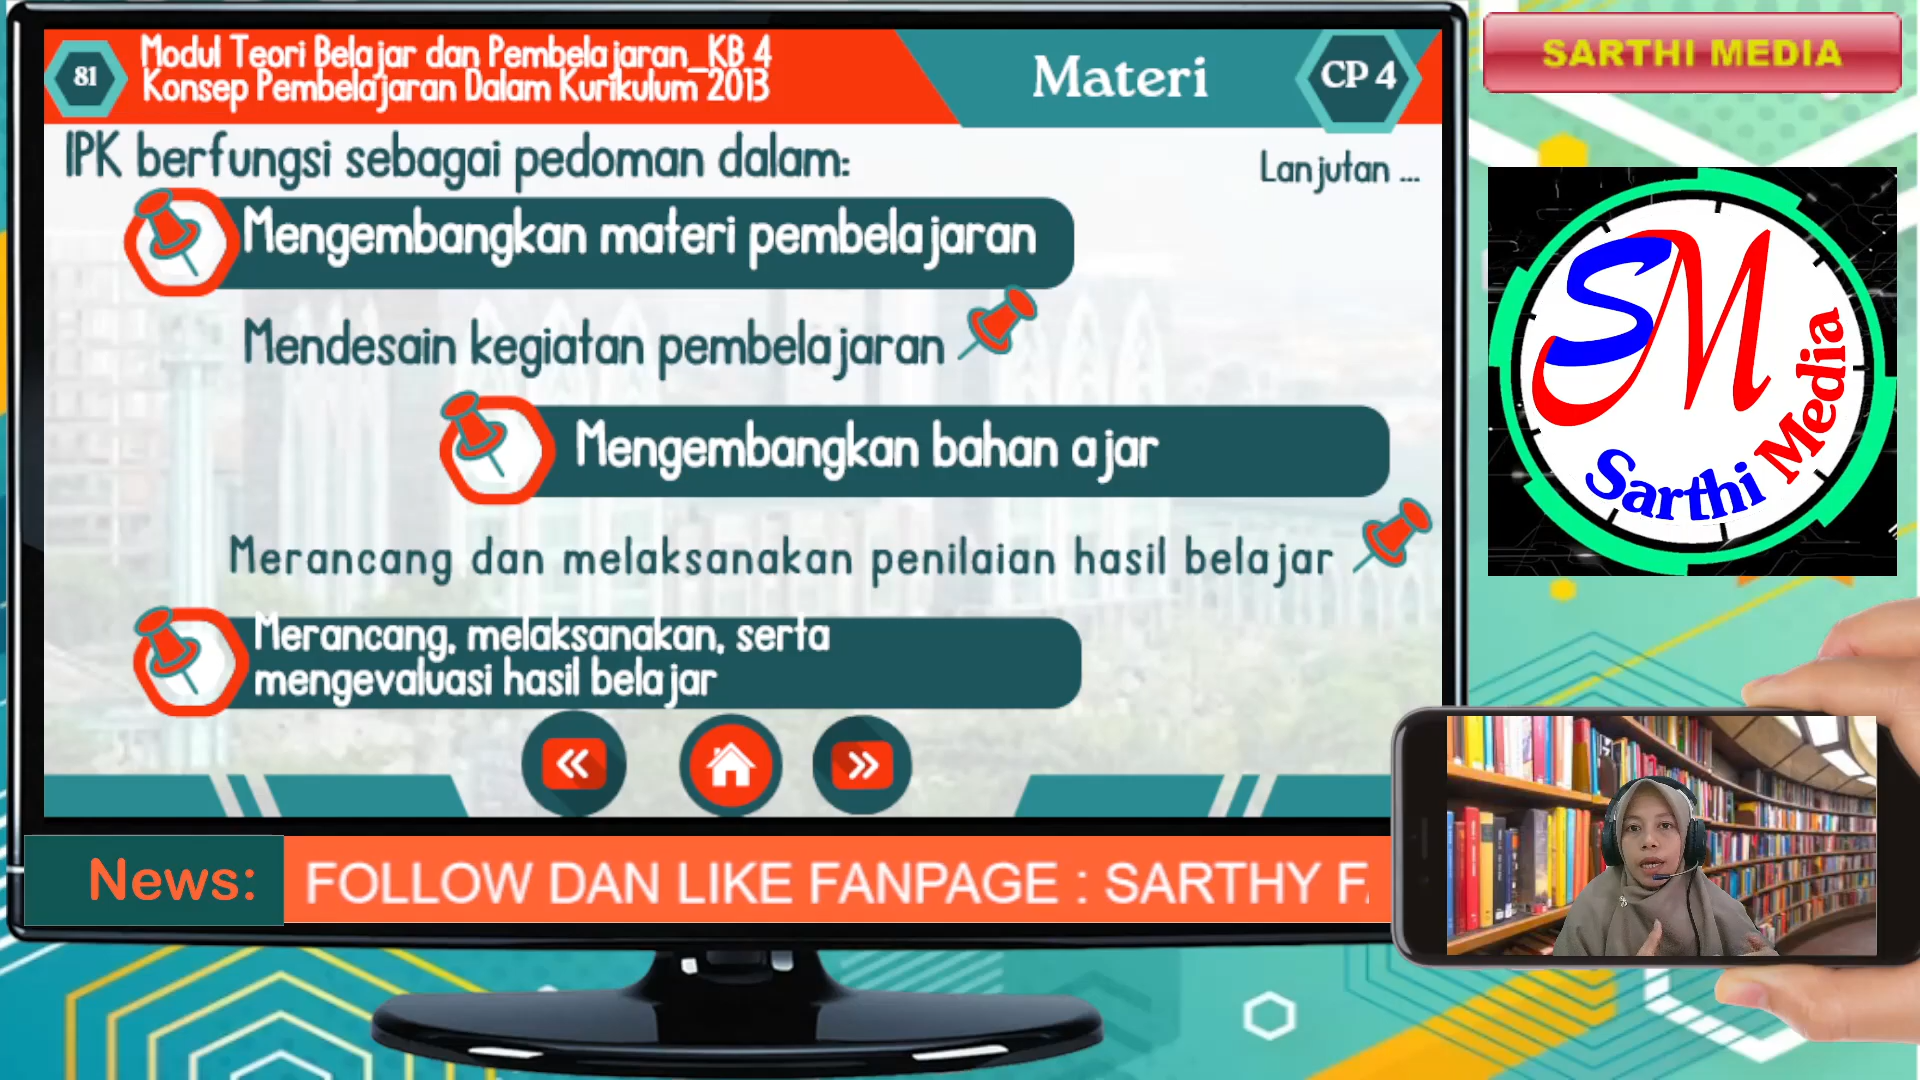 81
Modul Teori Belajar dan Pembelajaran_KB 4
Konsep Pembelajaran Dalam Kurikulum 2013
Materi
CP 4
SARTHI MEDIA
IPK berfungsi sebagai pedoman dalam:
Lanjutan ...
Mengembangkan materi pembelajaran
Mendesain kegiatan pembelajaran
Mengembangkan bahan ajar
Merancang dan melaksanakan penilaian hasil belajar
Merancang, melaksanakan, serta
mengevaluasi hasil belajar
SM
Sarthi Media
News:
FOLLOW DAN LIKE FANPAGE : SARTHY